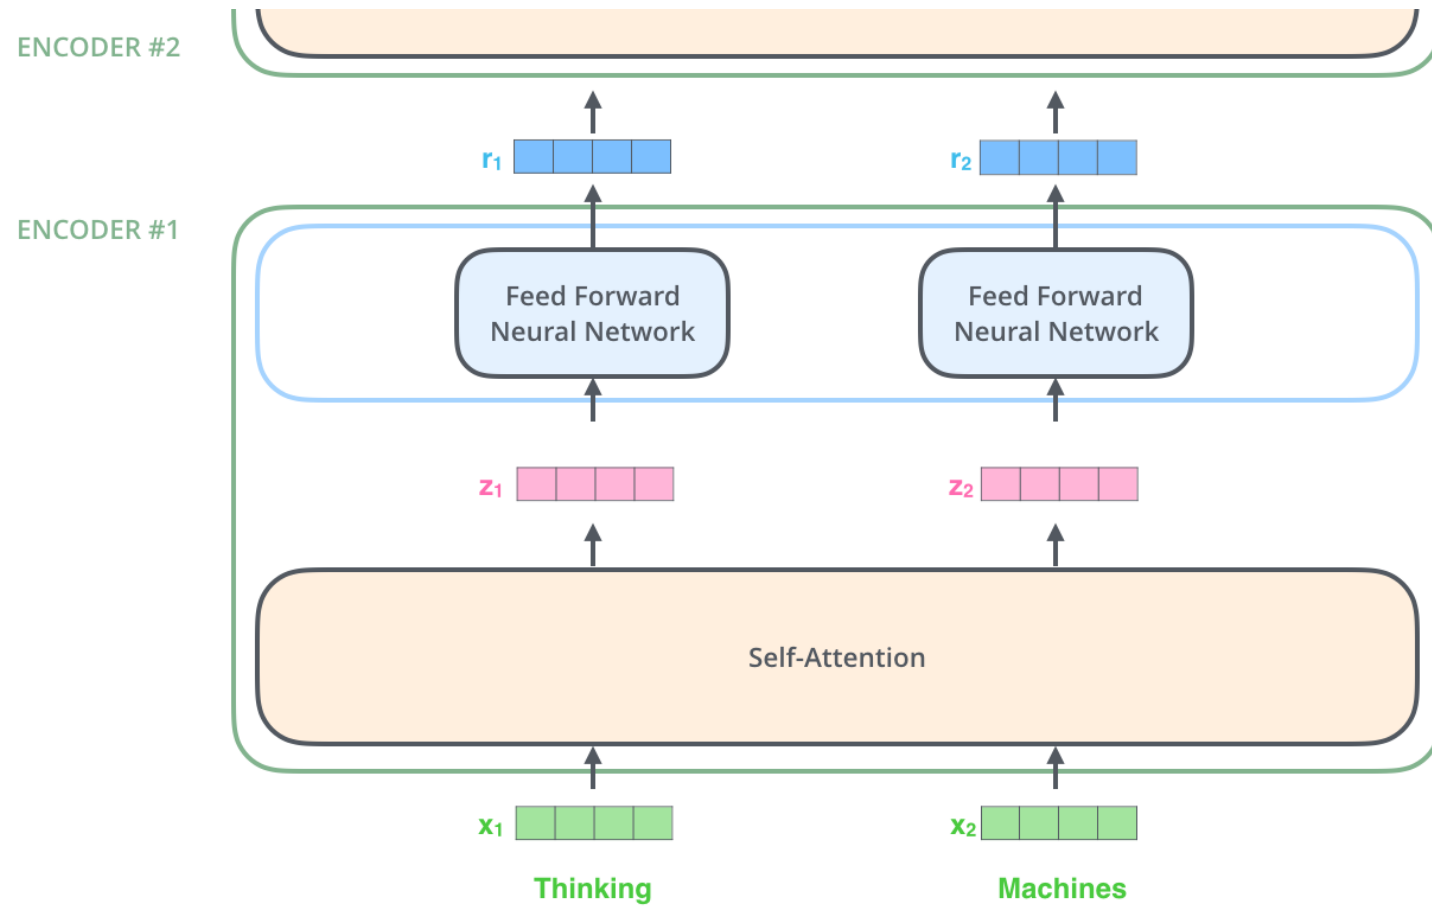 ENCODER #2
r₁
r₂
ENCODER #1
Feed Forward
Neural Network
Feed Forward
Neural Network
z₁
z₂
Self-Attention
x₁
x₂
Thinking
Machines